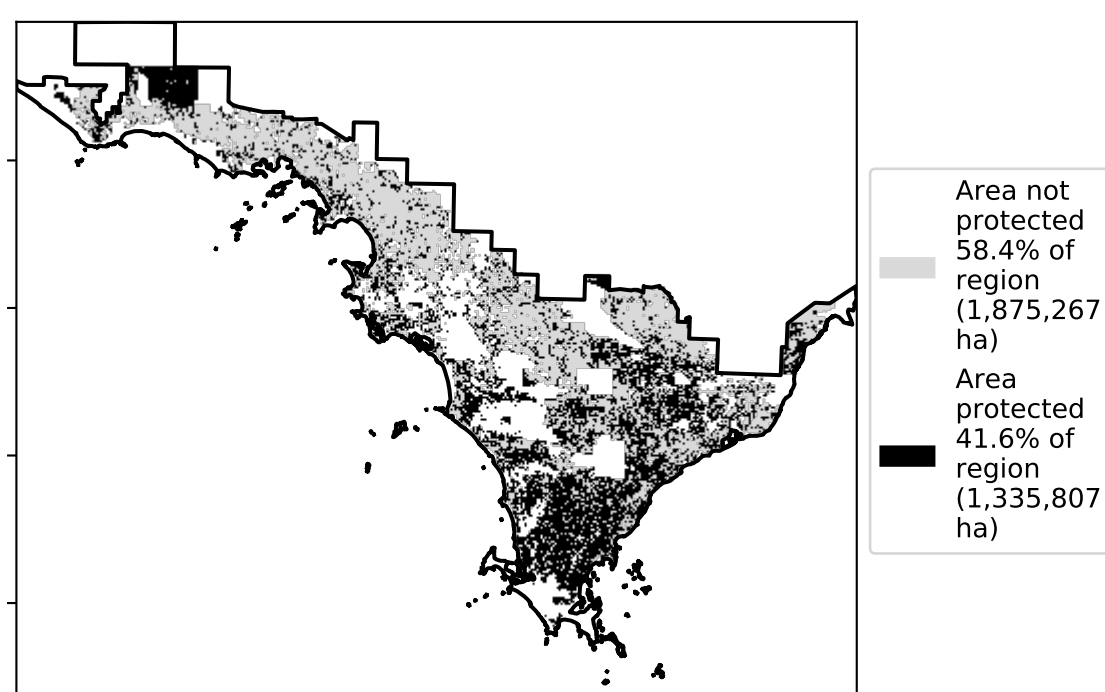 Area not
protected
58.4% of
region
(1,875,267
ha)
Area
protected
41.6% of
region
(1,335,807
ha)